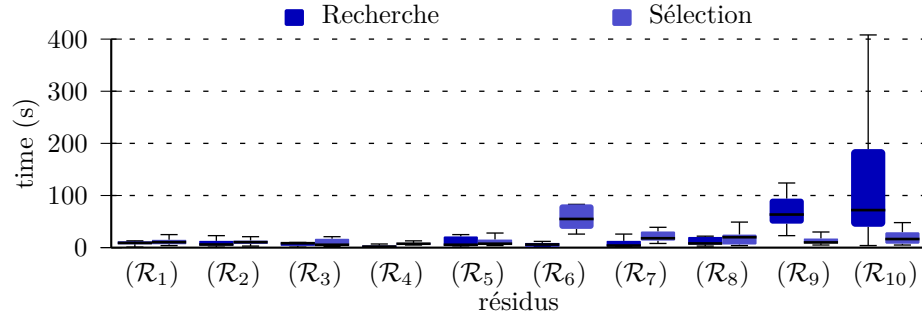 Recherche Sélection
400
300
200
100
0
time (s)
(ℛ₁) (ℛ₂) (ℛ₃) (ℛ₄) (ℛ₅) (ℛ₆) (ℛ₇) (ℛ₈) (ℛ₉) (ℛ₁₀)
résidus